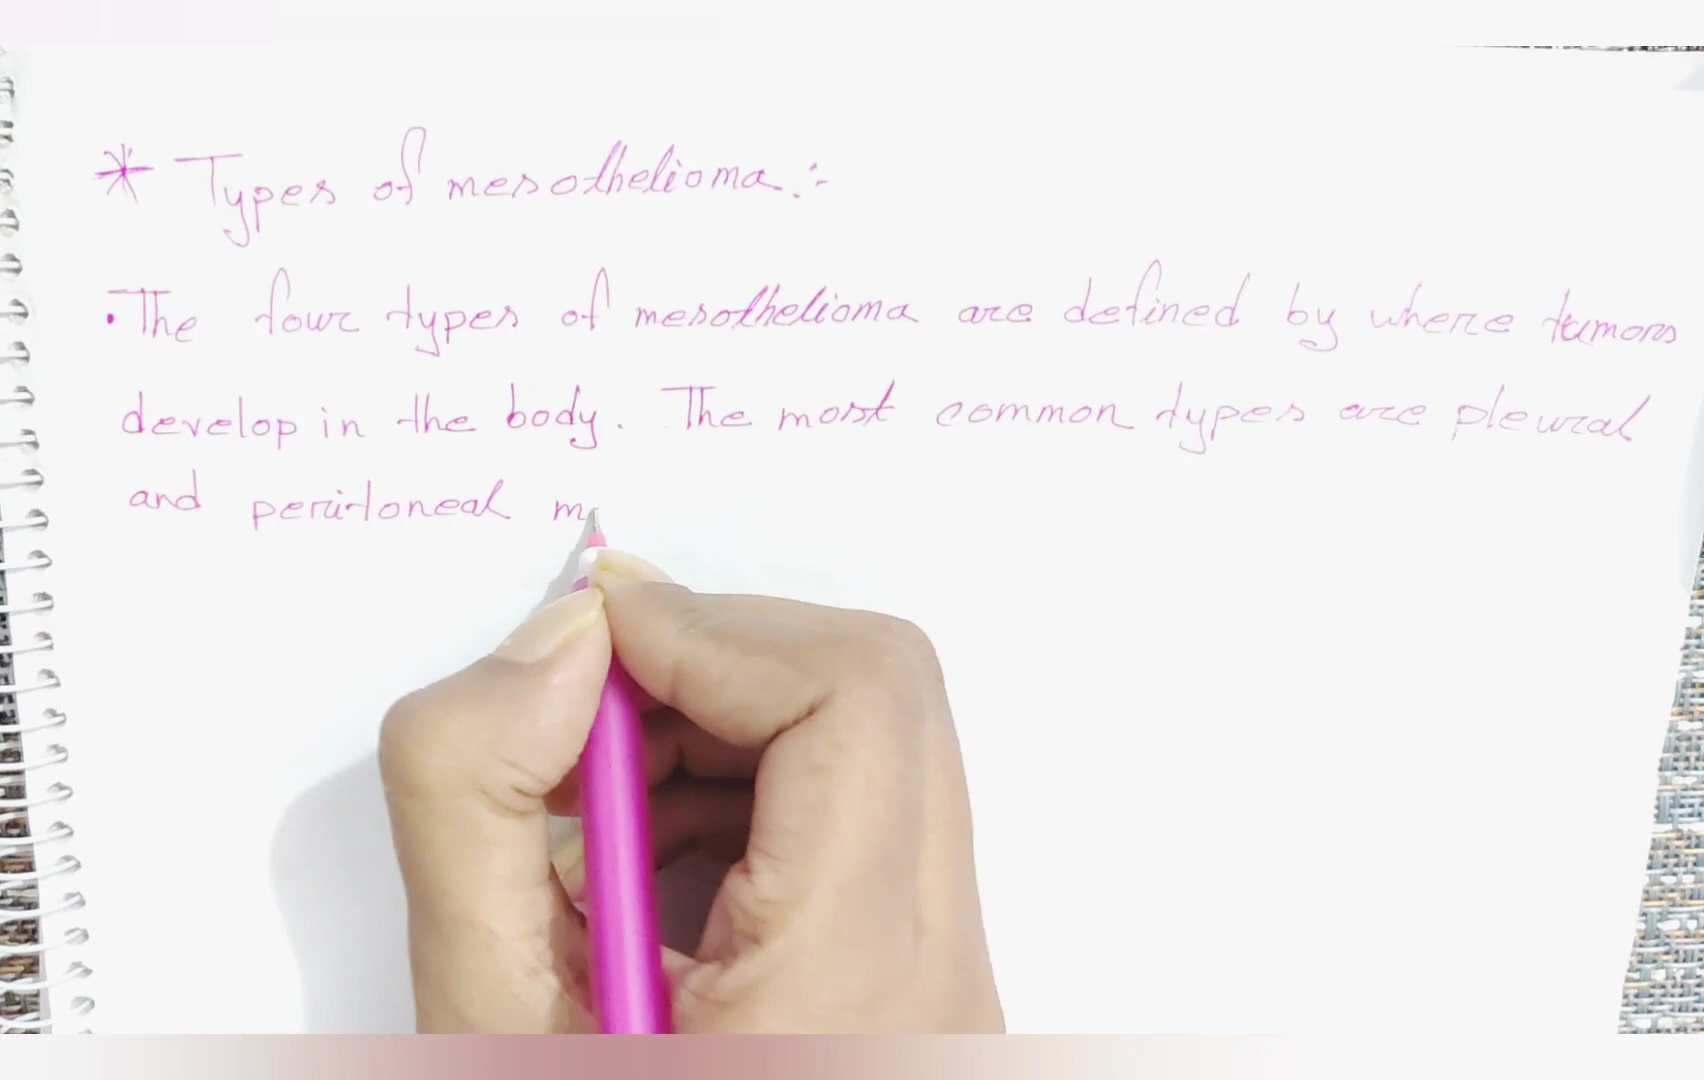 * Types of mesothelioma :-
• The four types of mesothelioma are defined by where tumors
develop in the body. The most common types are pleural
and peritoneal m